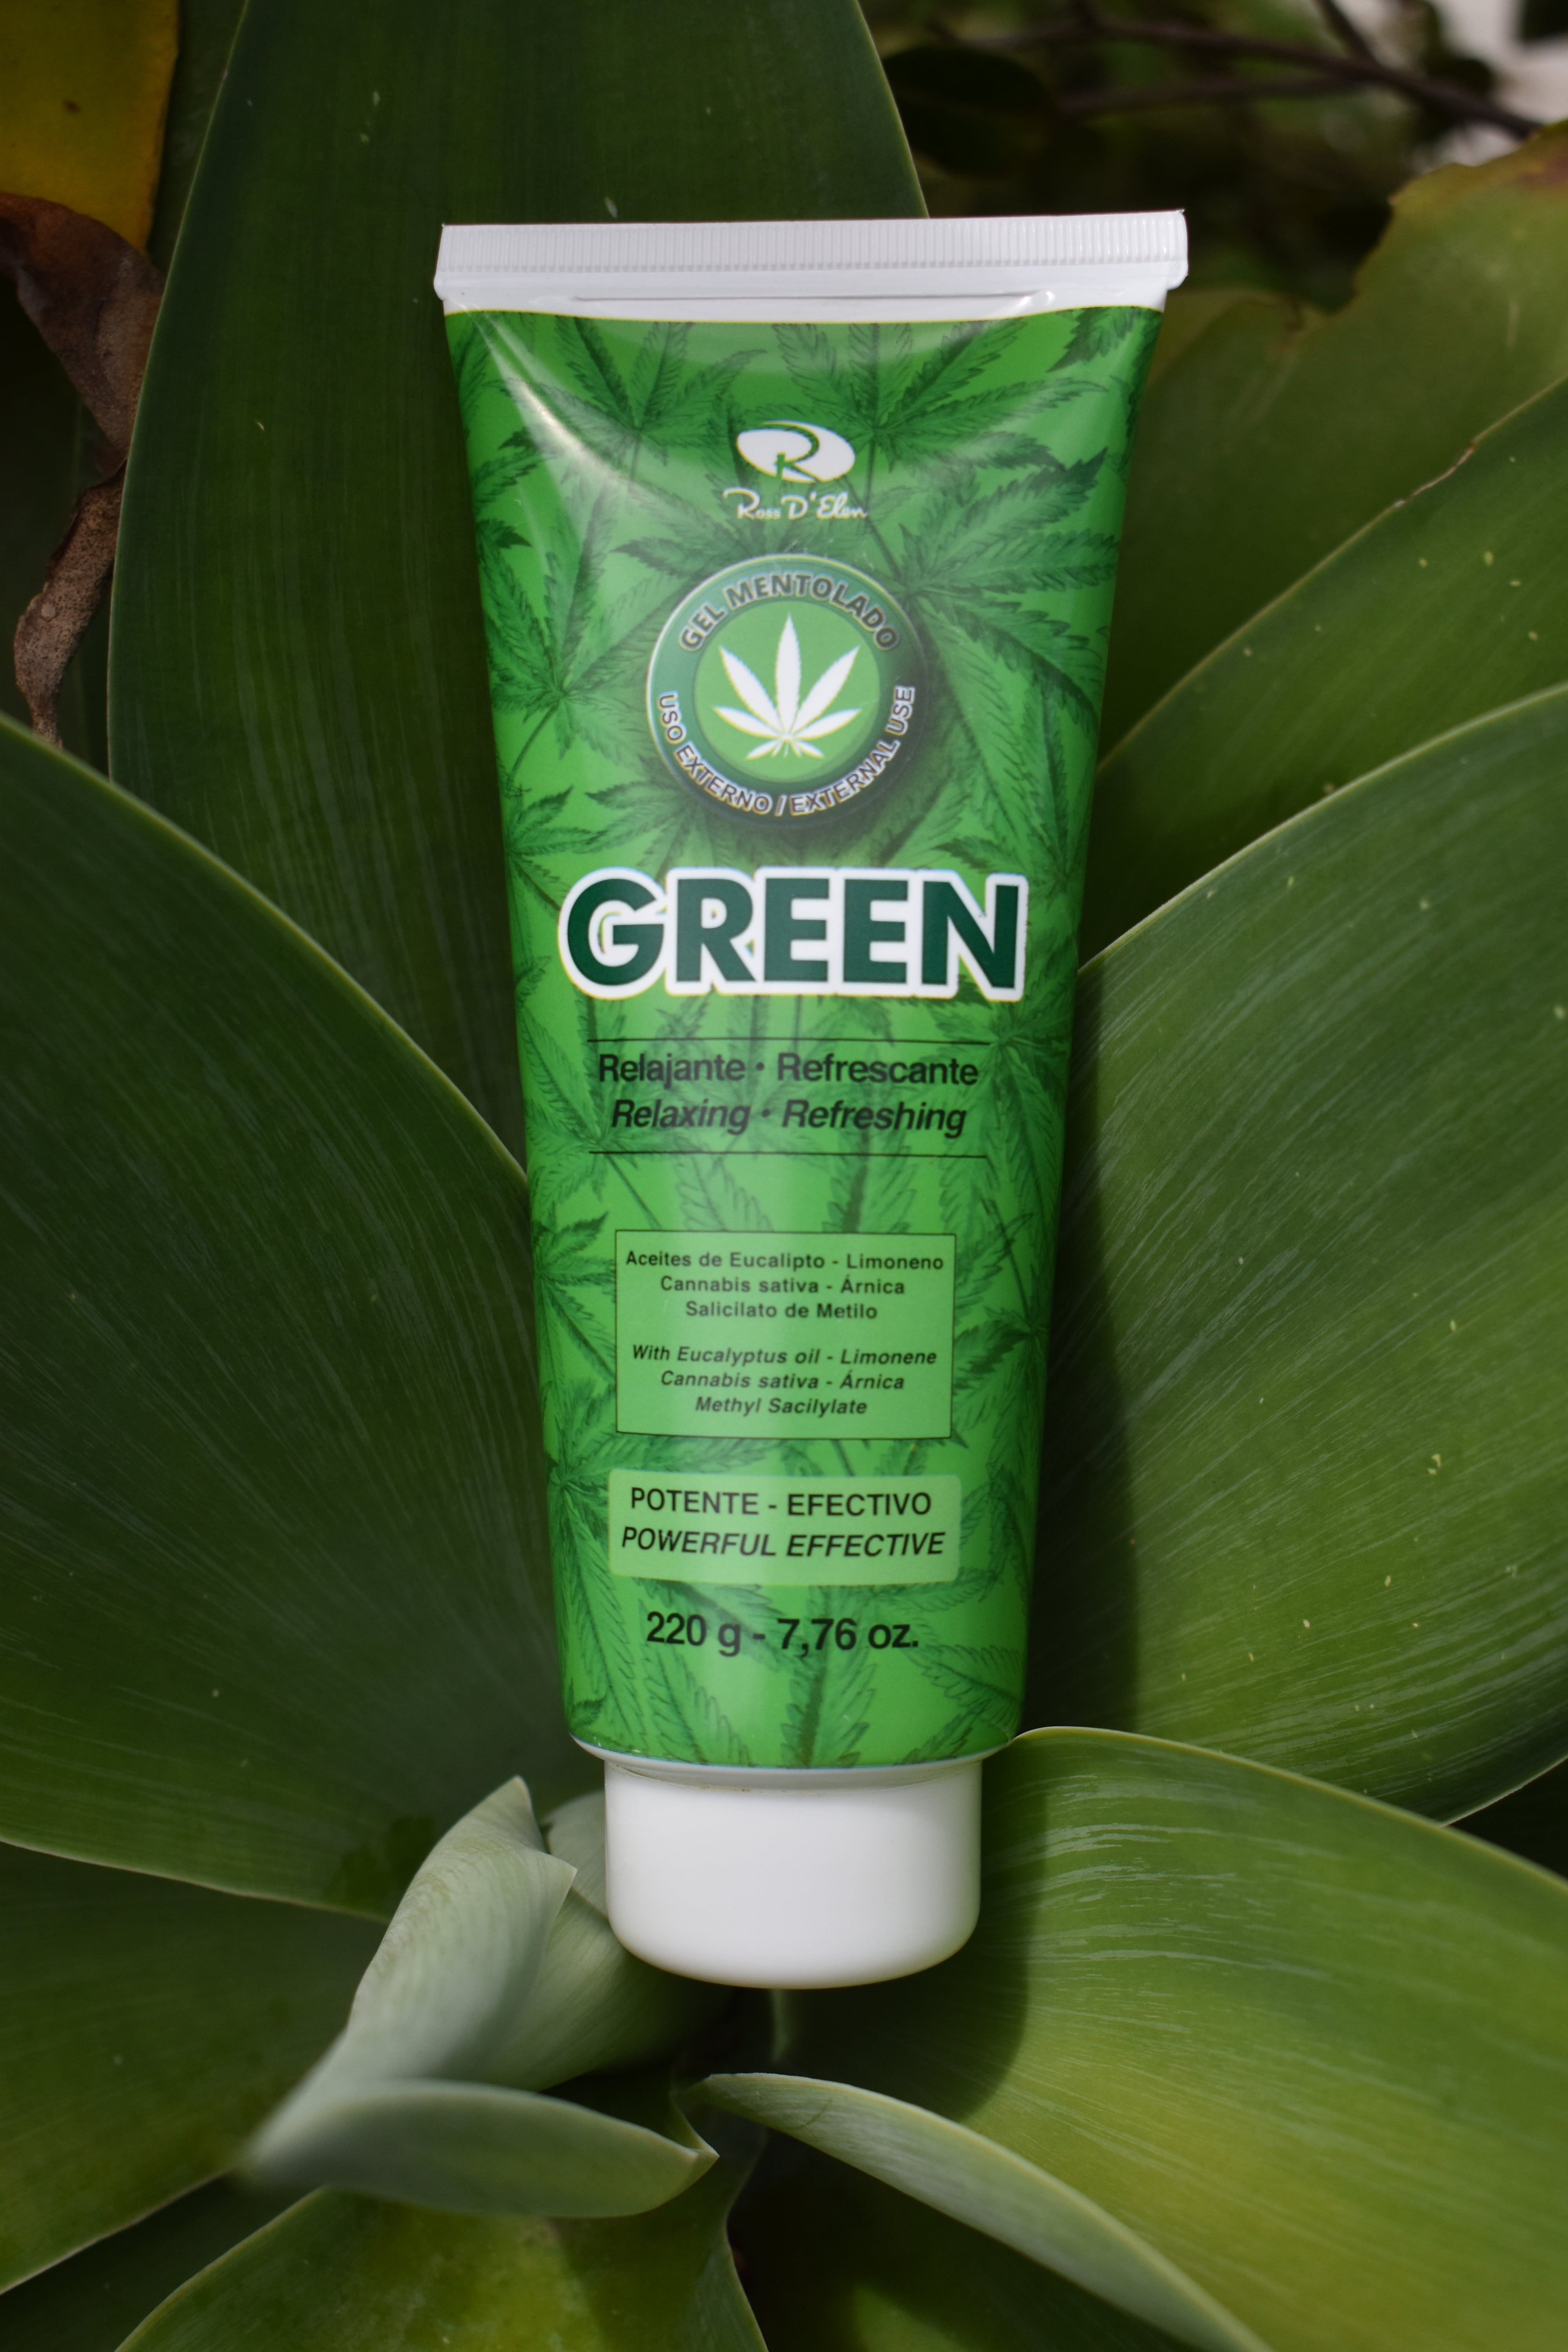 R
Ross D'Elen
GEL MENTOLADO
USO EXTERNO / EXTERNAL USE
GREEN
Relajante • Refrescante
Relaxing • Refreshing
Aceites de Eucalipto - Limoneno
Cannabis sativa - Árnica
Salicilato de Metilo
With Eucalyptus oil - Limonene
Cannabis sativa - Árnica
Methyl Sacilylate
POTENTE - EFECTIVO
POWERFUL EFFECTIVE
220 g - 7,76 oz.